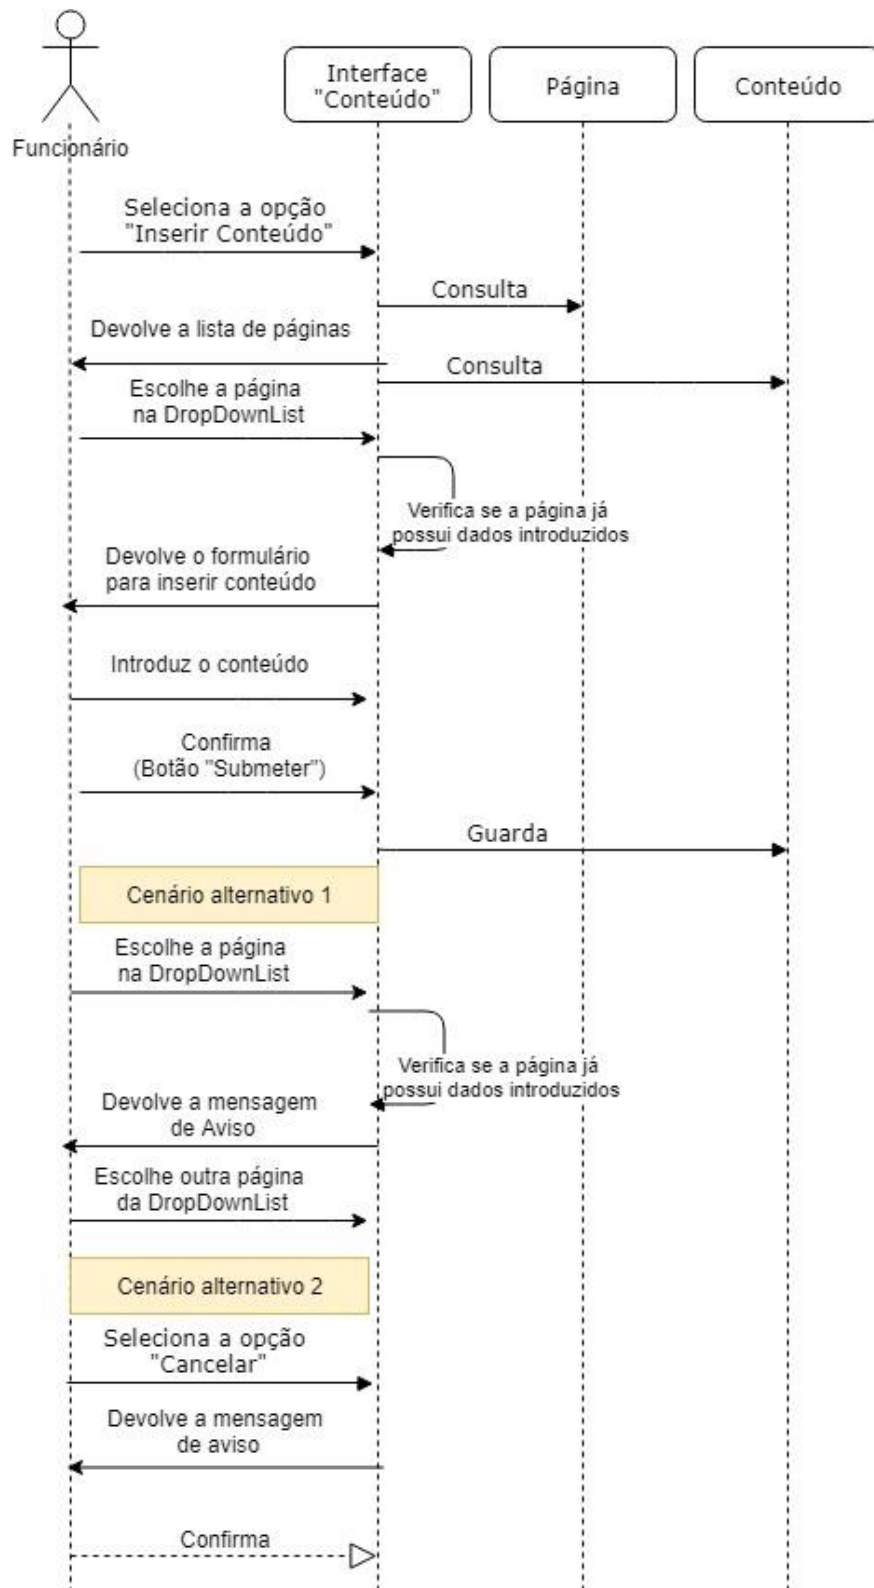 Interface
"Conteúdo"
Página
Conteúdo
Funcionário
Seleciona a opção
"Inserir Conteúdo"
Consulta
Devolve a lista de páginas
Consulta
Escolhe a página
na DropDownList
Verifica se a página já
possui dados introduzidos
Devolve o formulário
para inserir conteúdo
Introduz o conteúdo
Confirma
(Botão "Submeter")
Guarda
Cenário alternativo 1
Escolhe a página
na DropDownList
Verifica se a página já
possui dados introduzidos
Devolve a mensagem
de Aviso
Escolhe outra página
da DropDownList
Cenário alternativo 2
Seleciona a opção
"Cancelar"
Devolve a mensagem
de aviso
Confirma